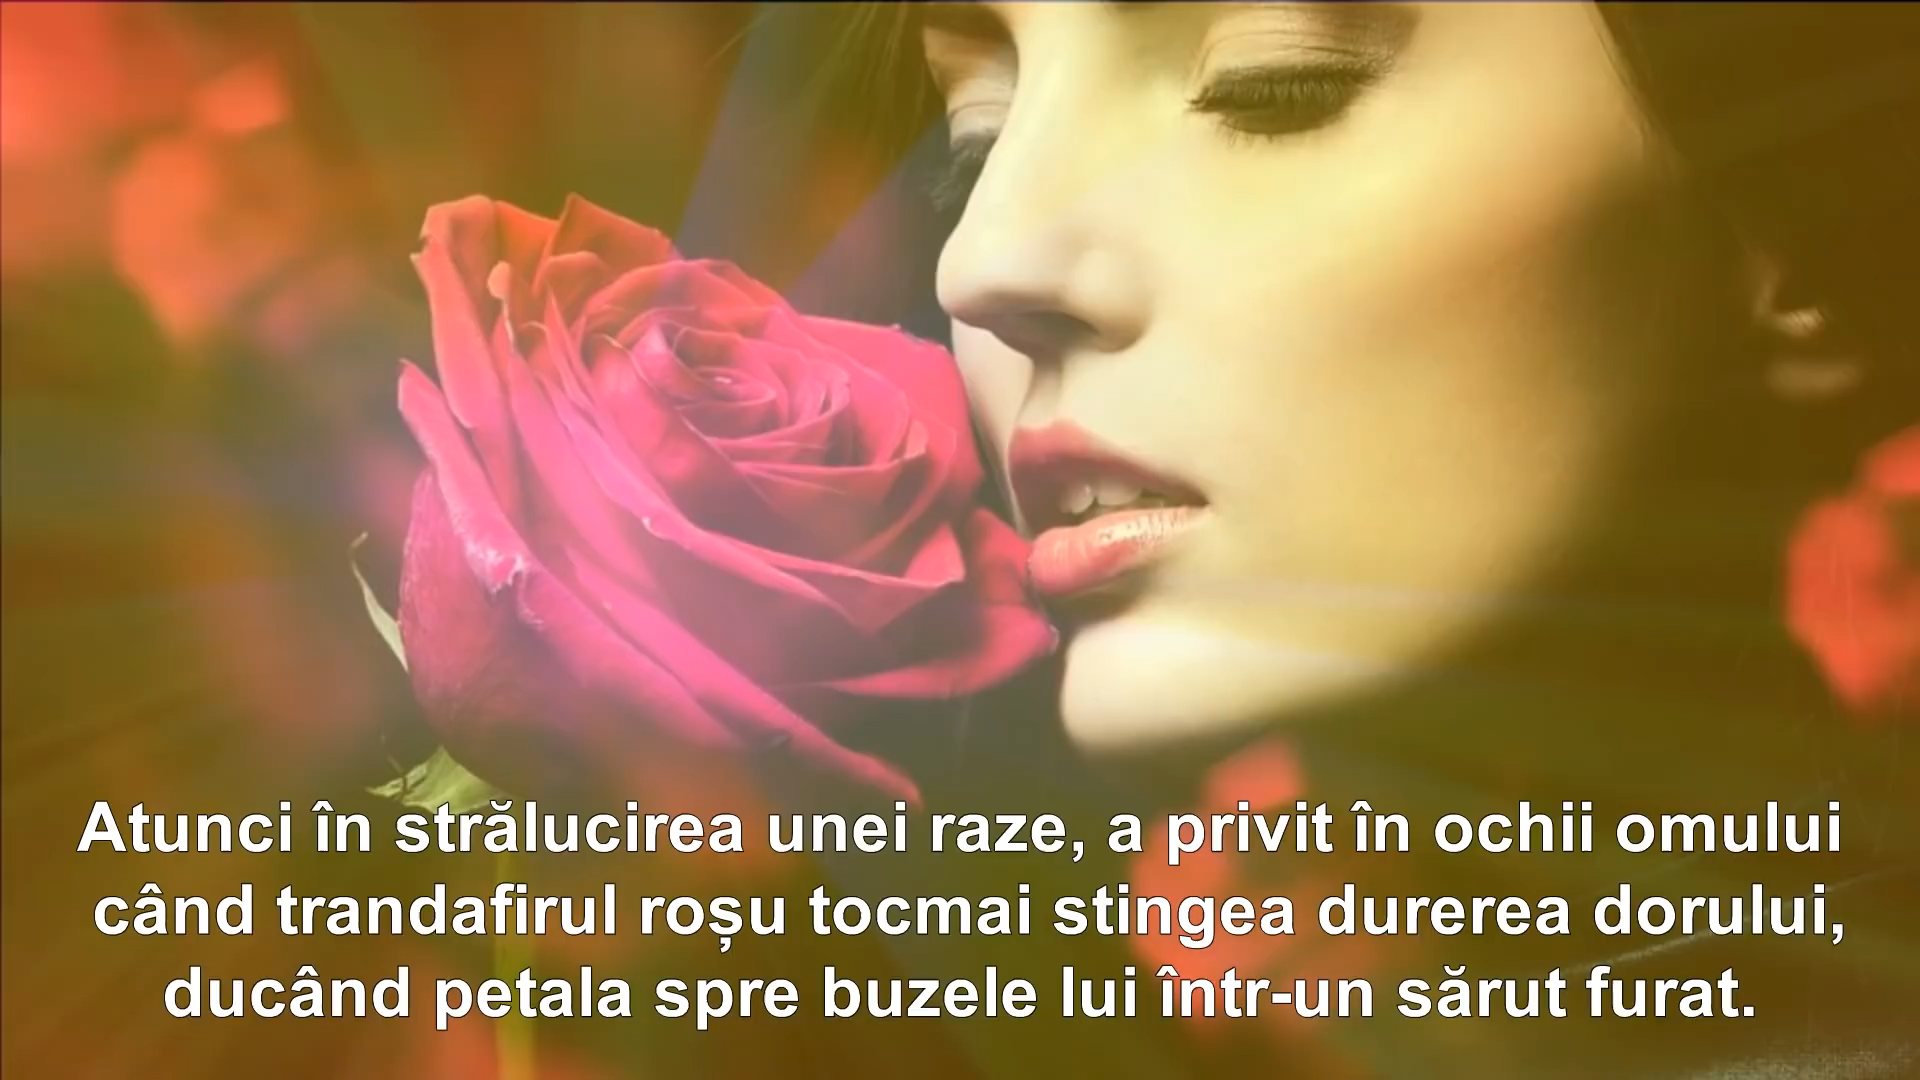 Atunci în strălucirea unei raze, a privit în ochii omului
când trandafirul roșu tocmai stingea durerea dorului,
ducând petala spre buzele lui într-un sărut furat.